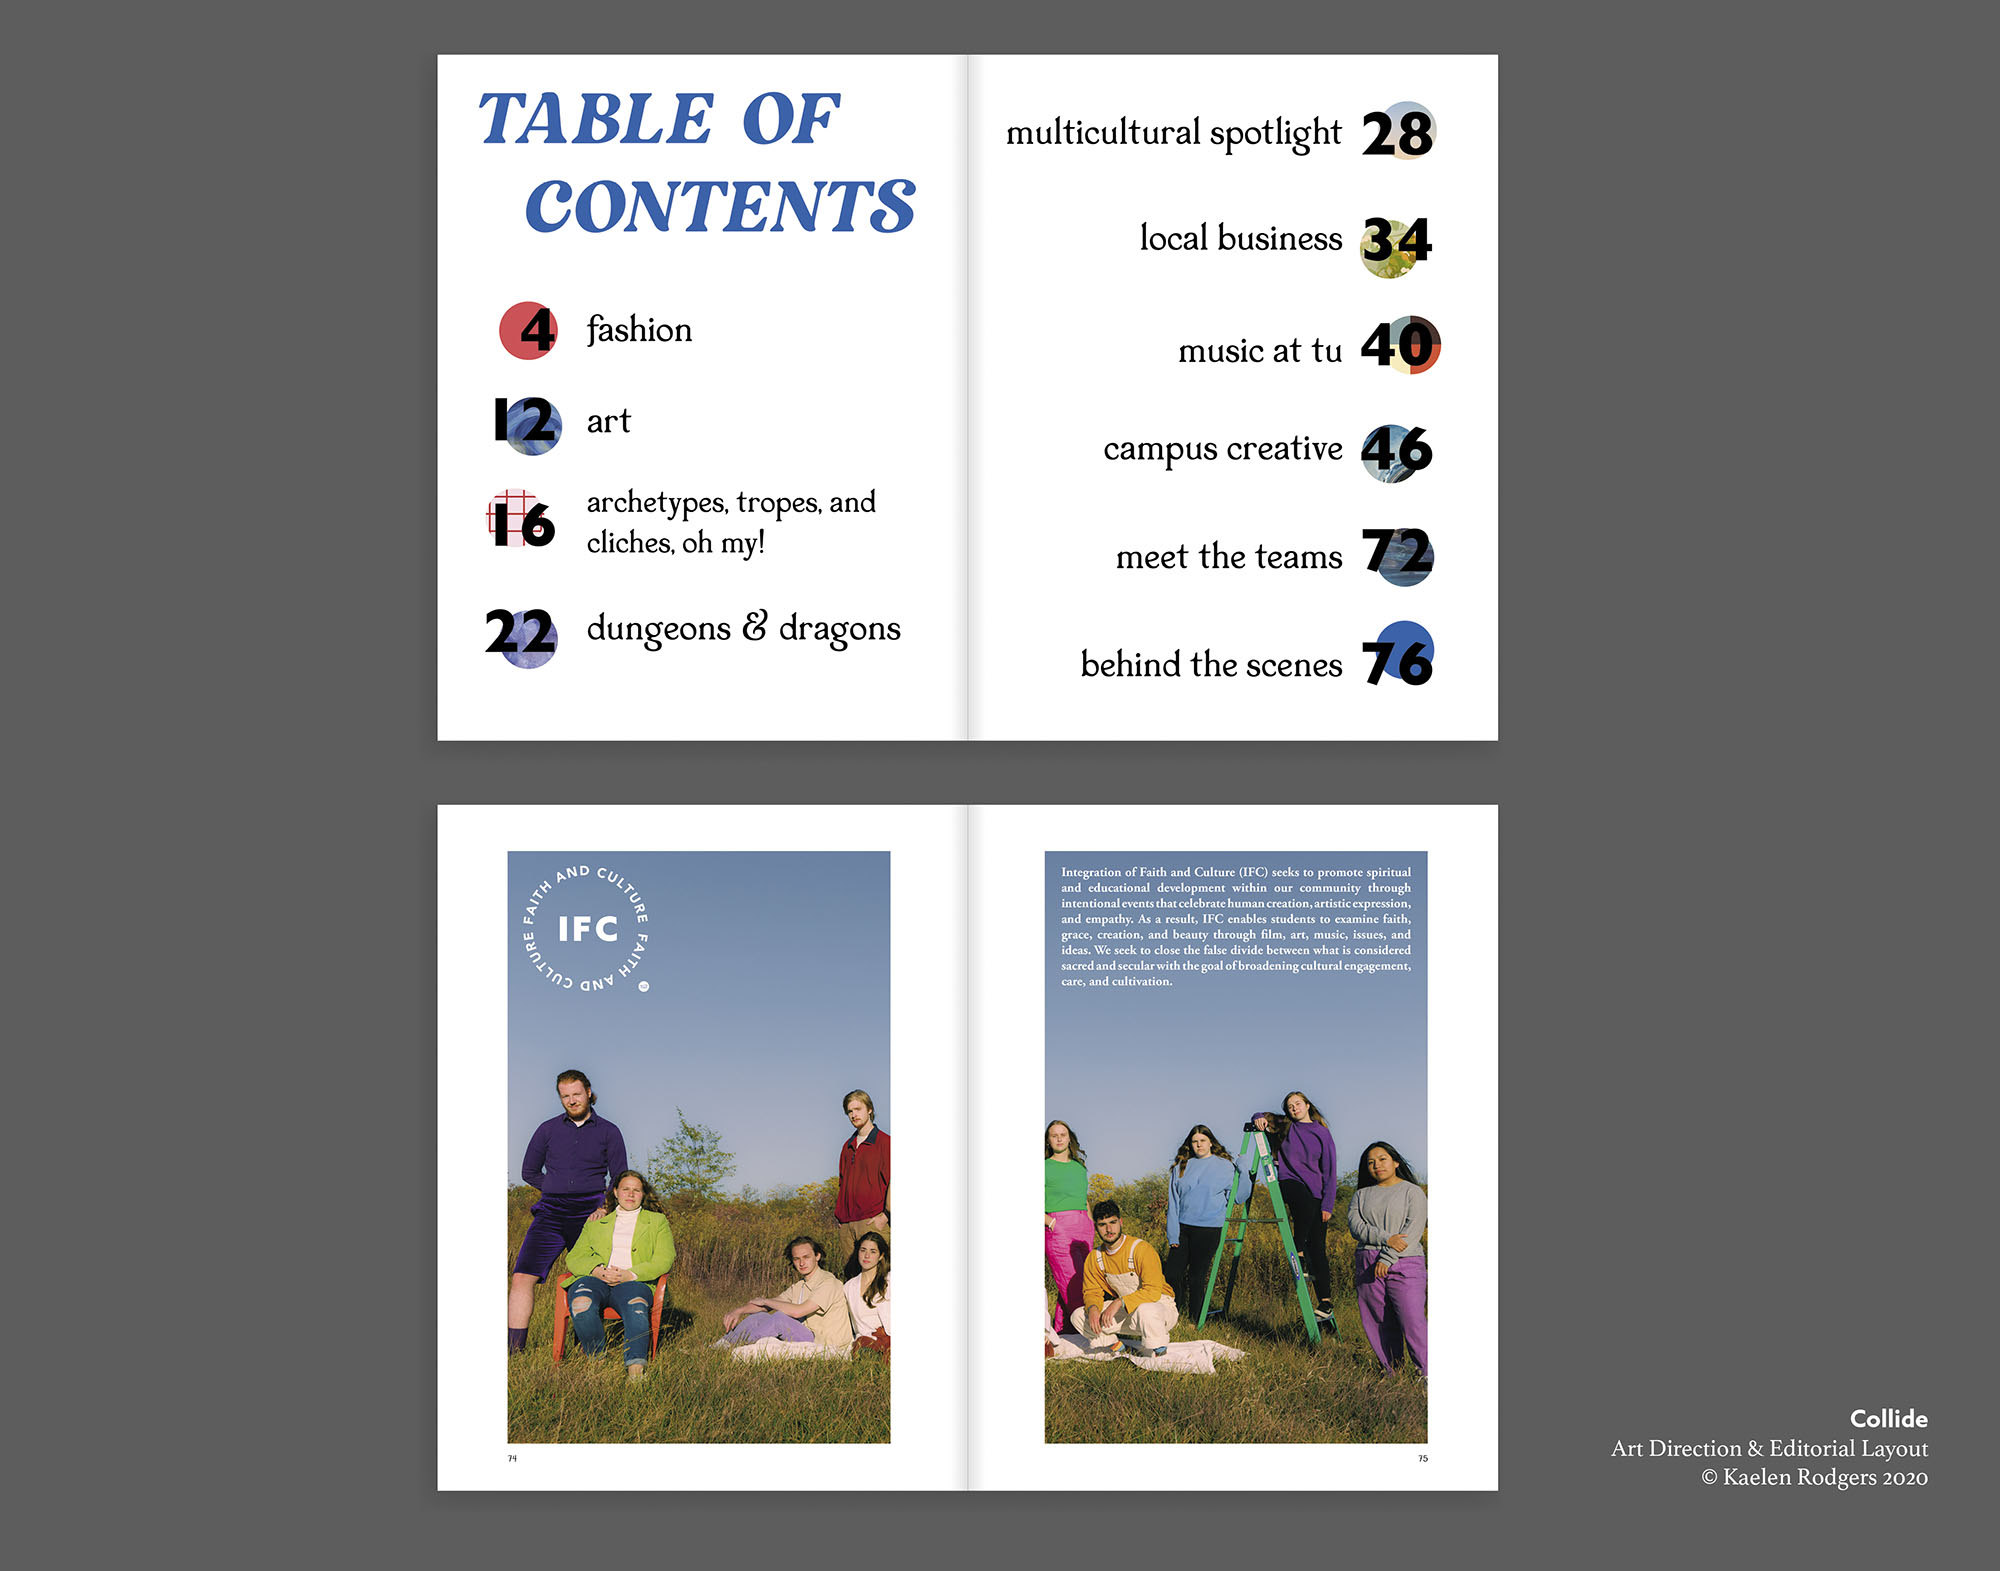 TABLE OF
CONTENTS
4 fashion
12 art
16 archetypes, tropes, and
cliches, oh my!
22 dungeons & dragons
multicultural spotlight 28
local business 34
music at tu 40
campus creative 46
meet the teams 72
behind the scenes 76
FAITH AND CULTURE FAITH AND CULTURE
IFC
Integration of Faith and Culture (IFC) seeks to promote spiritual
and educational development within our community through
intentional events that celebrate human creation, artistic expression,
and empathy. As a result, IFC enables students to examine faith,
grace, creation, and beauty through film, art, music, issues, and
ideas. We seek to close the false divide between what is considered
sacred and secular with the goal of broadening cultural engagement,
care, and cultivation.
74
75
Collide
Art Direction & Editorial Layout
© Kaelen Rodgers 2020